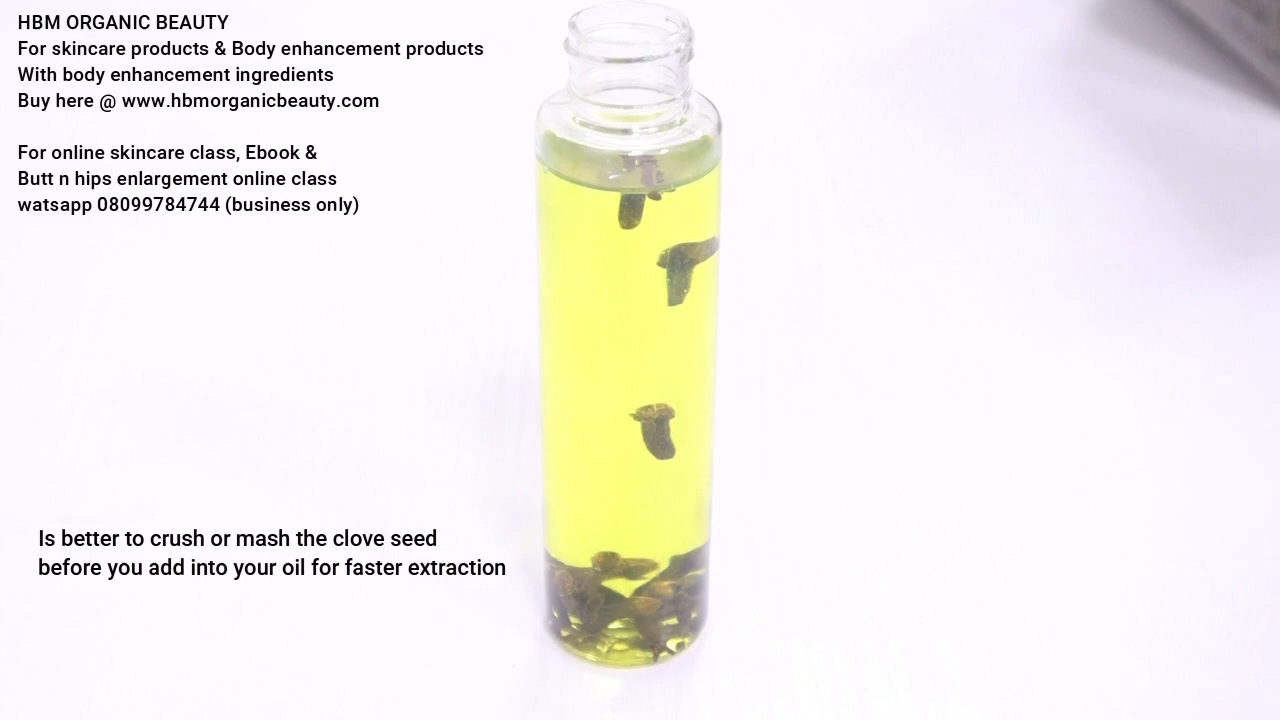 HBM ORGANIC BEAUTY
For skincare products & Body enhancement products
With body enhancement ingredients
Buy here @ www.hbmorganicbeauty.com
For online skincare class, Ebook &
Butt n hips enlargement online class
watsapp 08099784744 (business only)
Is better to crush or mash the clove seed
before you add into your oil for faster extraction